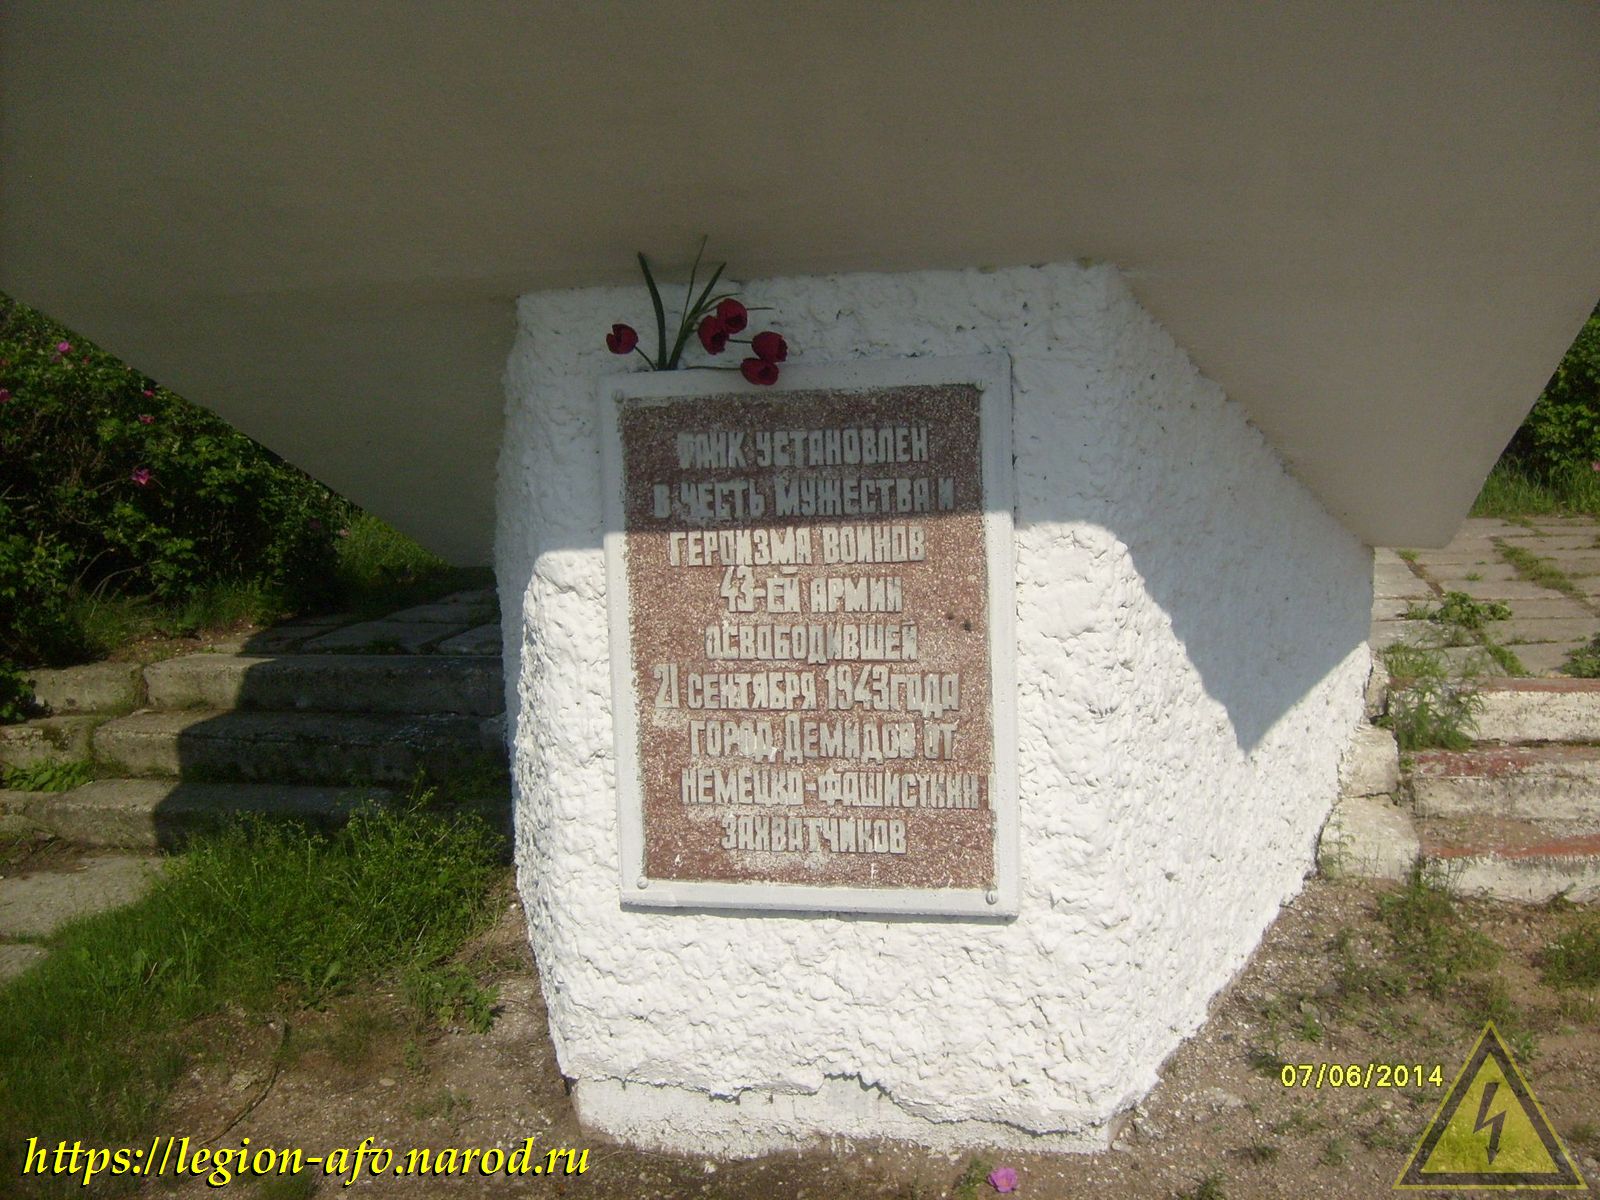 ТАНК УСТАНОВЛЕН
В ЧЕСТЬ МУЖЕСТВА И
ГЕРОИЗМА ВОИНОВ
43-ЕЙ АРМИИ
ОСВОБОДИВШЕЙ
21 СЕНТЯБРЯ 1943 ГОДА
ГОРОД ДЕМИДОВ ОТ
НЕМЕЦКО-ФАШИСТКИХ
ЗАХВАТЧИКОВ
07/06/2014
https://legion-afv.narod.ru